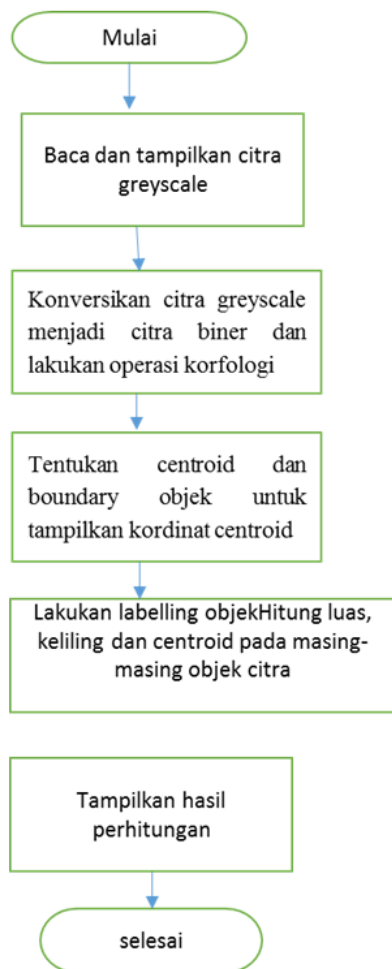 Mulai
Baca dan tampilkan citra
greyscale
Konversikan citra greyscale
menjadi citra biner dan
lakukan operasi korfologi
Tentukan centroid dan
boundary objek untuk
tampilkan kordinat centroid
Lakukan labelling objekHitung luas,
keliling dan centroid pada masing-
masing objek citra
Tampilkan hasil
perhitungan
selesai